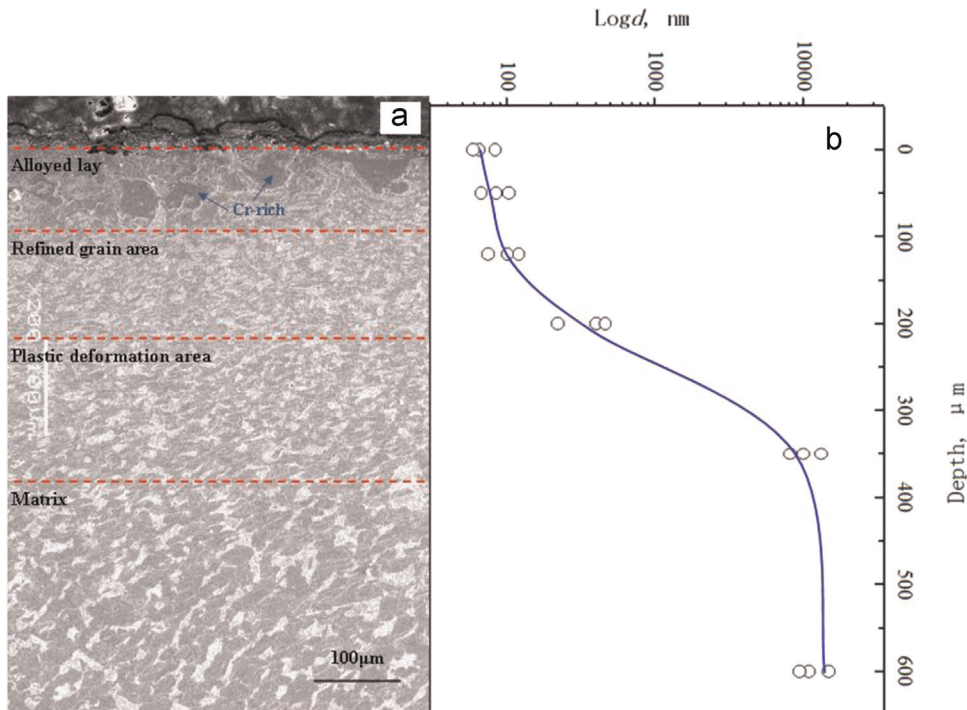 Logd, nm
100
1000
10000
a
b
Alloyed lay
Cr-rich
Refined grain area
Plastic deformation area
Matrix
100μm
0
100
200
300
400
500
600
Depth, μm